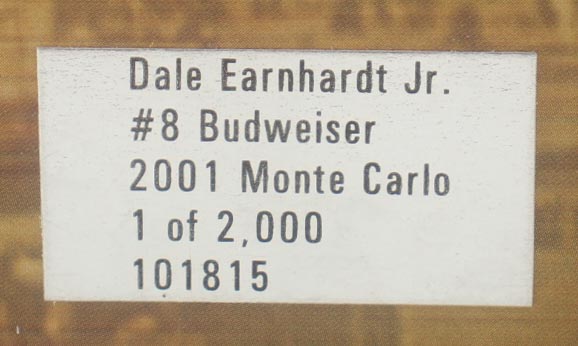 Dale Earnhardt Jr.
#8 Budweiser
2001 Monte Carlo
1 of 2,000
101815